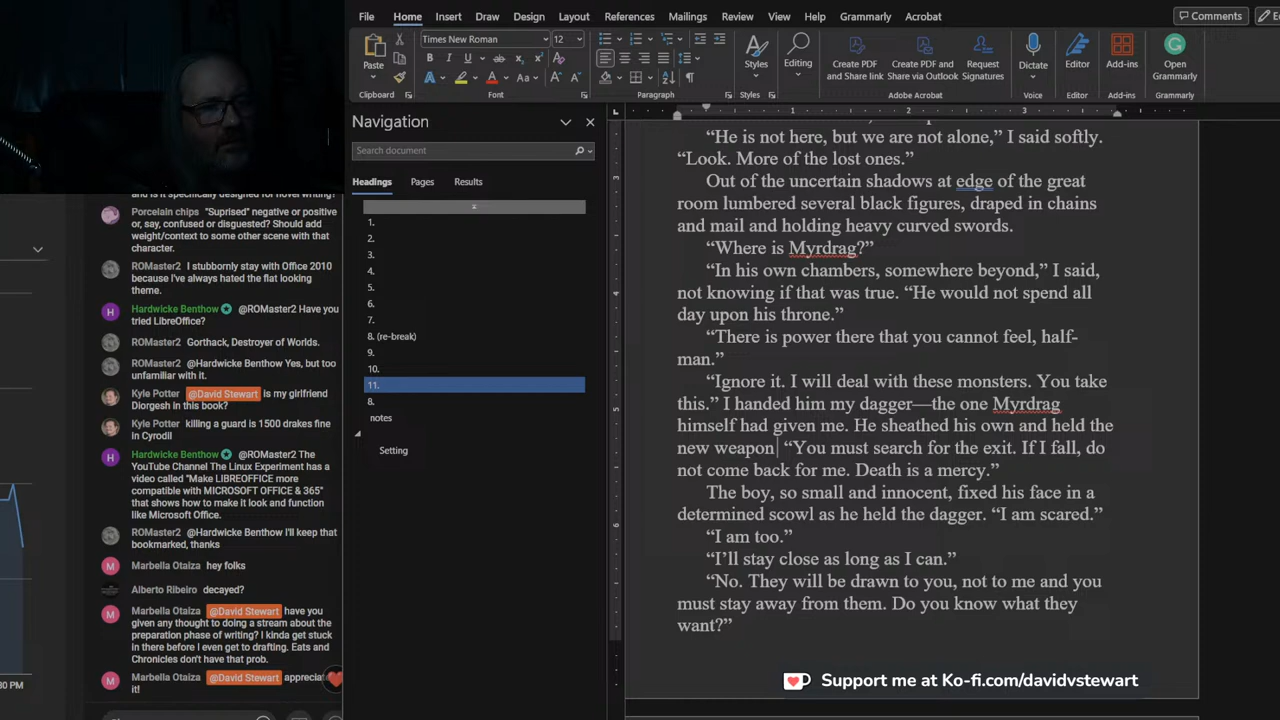 File Home Insert Draw Design Layout References Mailings Review View Help Grammarly Acrobat
Comments
Times New Roman 12
Paste
Styles
Editing
Create PDF and Share link
Create PDF and Share via Outlook
Request Signatures
Dictate
Editor
Add-ins
Open Grammarly
Clipboard Font Paragraph Styles Adobe Acrobat Voice Editor Add-ins Grammarly
Navigation
Search document
Headings Pages Results
1.
2.
3.
4.
5.
6.
7.
8. (re-break)
9.
10.
11.
8.
notes
Setting
and is it specifically designed for novel writing?
Porcelain chips "Suprised" negative or positive
or, say, confused or disguested? Should add
weight/context to some other scene with that
character.
ROMaster2 I stubbornly stay with Office 2010
because I've always hated the flat looking
theme.
Hardwicke Benthow @ROMaster2 Have you
tried LibreOffice?
ROMaster2 Gorthack, Destroyer of Worlds.
ROMaster2 @Hardwicke Benthow Yes, but too
unfamiliar with it.
Kyle Potter @David Stewart is my girlfriend
Diorgesh in this book?
Kyle Potter killing a guard is 1500 drakes fine
in Cyrodil
Hardwicke Benthow @ROMaster2 The
YouTube Channel The Linux Experiment has a
video called "Make LIBREOFFICE more
compatible with MICROSOFT OFFICE & 365"
that shows how to make it look and function
like Microsoft Office.
ROMaster2 @Hardwicke Benthow I'll keep that
bookmarked, thanks
Marbella Otaiza hey folks
Alberto Ribeiro decayed?
Marbella Otaiza @David Stewart have you
given any thought to doing a stream about the
preparation phase of writing? I kinda get stuck
in there before I even get to drafting. Eats and
Chronicles don't have that prob.
Marbella Otaiza @David Stewart appreciate
it!
30 PM
1 2 3
3
4
5
6
“He is not here, but we are not alone,” I said softly.
“Look. More of the lost ones.”
Out of the uncertain shadows at edge of the great
room lumbered several black figures, draped in chains
and mail and holding heavy curved swords.
“Where is Myrdrag?”
“In his own chambers, somewhere beyond,” I said,
not knowing if that was true. “He would not spend all
day upon his throne.”
“There is power there that you cannot feel, half-
man.”
“Ignore it. I will deal with these monsters. You take
this.” I handed him my dagger—the one Myrdrag
himself had given me. He sheathed his own and held the
new weapon “You must search for the exit. If I fall, do
not come back for me. Death is a mercy.”
The boy, so small and innocent, fixed his face in a
determined scowl as he held the dagger. “I am scared.”
“I am too.”
“I’ll stay close as long as I can.”
“No. They will be drawn to you, not to me and you
must stay away from them. Do you know what they
want?”
Support me at Ko-fi.com/davidvstewart